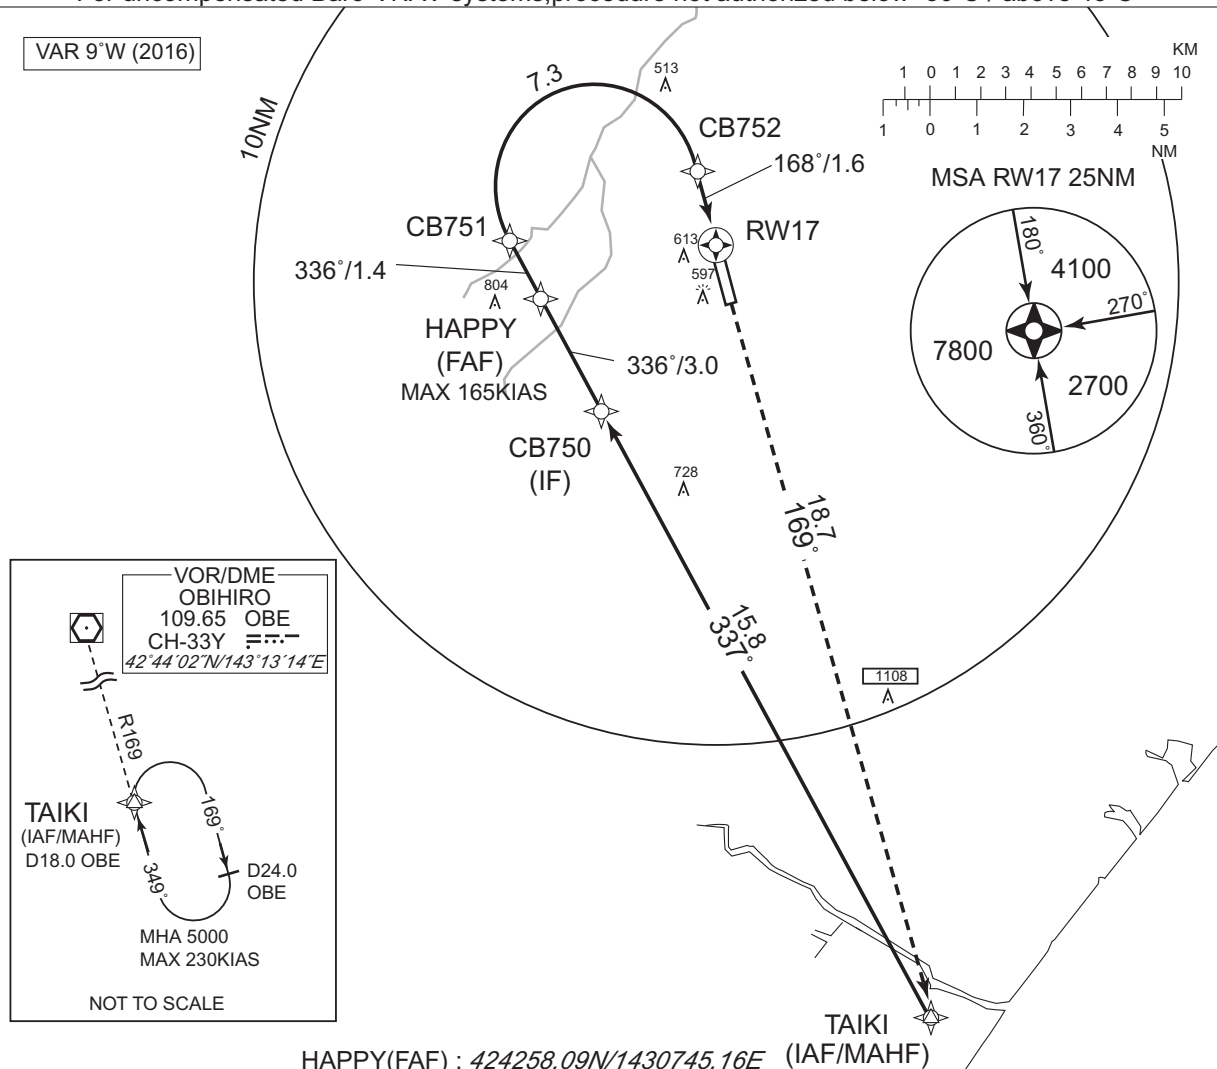 VAR 9°W (2016)
10NM
7.3
513
CB752
168°/1.6
CB751
336°/1.4
613
RW17
597
804
HAPPY
(FAF)
MAX 165KIAS
336°/3.0
CB750
(IF)
728
18.7
169°
15.8
337°
1108
1 0 1 2 3 4 5 6 7 8 9 10
KM
1 0 1 2 3 4 5
NM
MSA RW17 25NM
180°
4100
270°
7800
2700
360°
VOR/DME
OBIHIRO
109.65 OBE
CH-33Y
42°44′02″N/143°13′14″E
R169
TAIKI
(IAF/MAHF)
D18.0 OBE
169°
349°
D24.0
OBE
MHA 5000
MAX 230KIAS
NOT TO SCALE
TAIKI
(IAF/MAHF)
HAPPY(FAF) : 424258.09N/1430745.16E